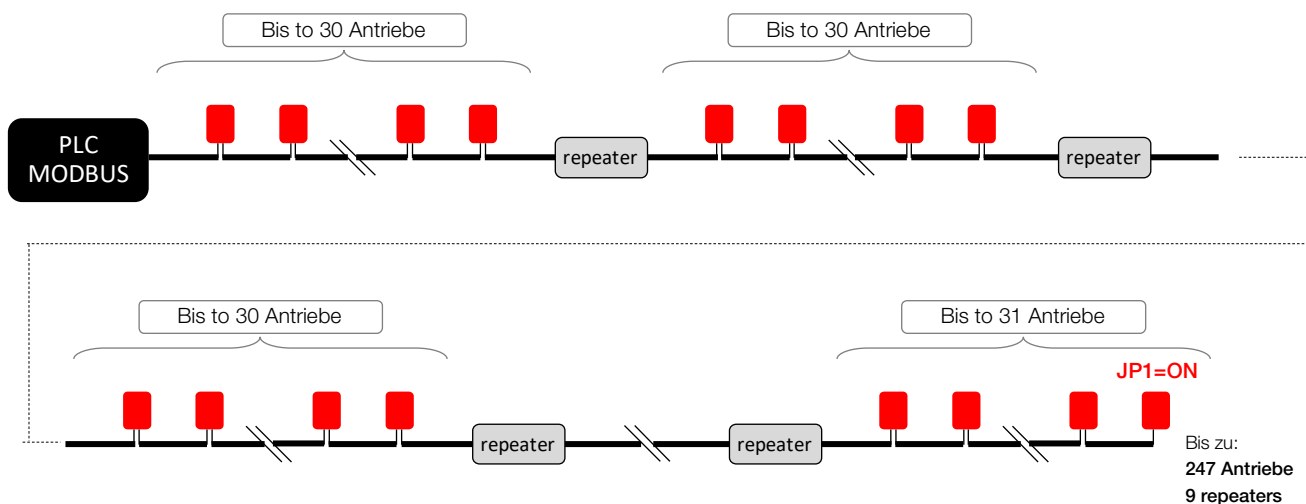 Bis to 30 Antriebe
Bis to 30 Antriebe
PLC
MODBUS
repeater
repeater
Bis to 30 Antriebe
Bis to 31 Antriebe
JP1=ON
repeater
repeater
Bis zu:
247 Antriebe
9 repeaters